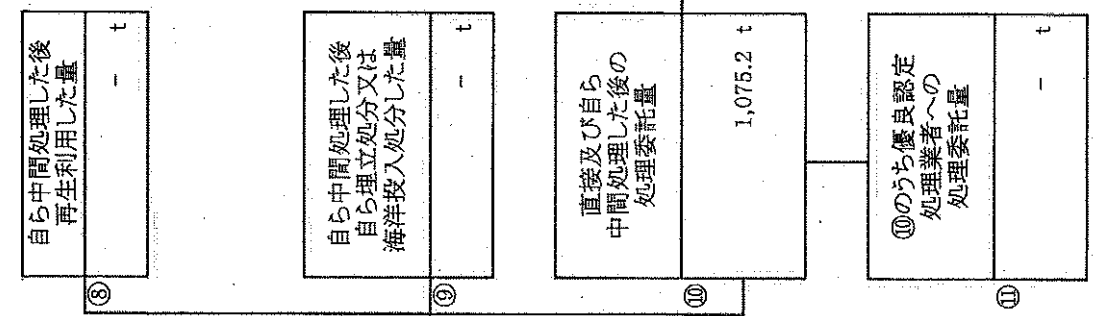 ⑧
自ら中間処理した後
再生利用した量
－ t
⑨
自ら中間処理した後
自ら埋立処分又は
海洋投入処分した量
－ t
⑩
直接及び自ら
中間処理した後の
処理委託量
1,075.2 t
⑪
⑩のうち優良認定
処理業者への
処理委託量
－ t